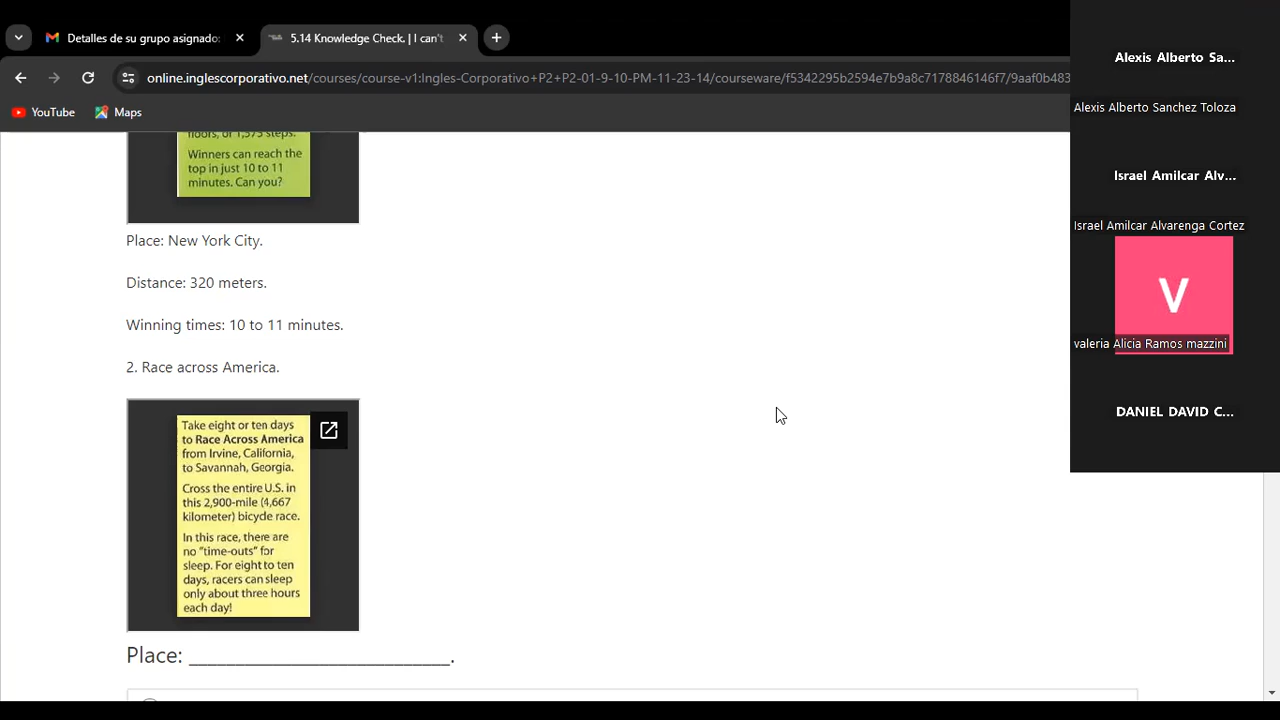 Detalles de su grupo asignado:
5.14 Knowledge Check. | I can't
online.inglescorporativo.net/courses/course-v1:Ingles-Corporativo+P2+P2-01-9-10-PM-11-23-14/courseware/f5342295b2594e7b9a8c7178846146f7/9aaf0b483
YouTube
Maps
floors, or 1,575 steps.
Winners can reach the
top in just 10 to 11
minutes. Can you?
Place: New York City.
Distance: 320 meters.
Winning times: 10 to 11 minutes.
2. Race across America.
Take eight or ten days
to Race Across America
from Irvine, California,
to Savannah, Georgia.
Cross the entire U.S. in
this 2,900-mile (4,667
kilometer) bicycle race.
In this race, there are
no "time-outs" for
sleep. For eight to ten
days, racers can sleep
only about three hours
each day!
Place: ____________________________.
Alexis Alberto Sa...
Alexis Alberto Sanchez Toloza
Israel Amilcar Alv...
Israel Amilcar Alvarenga Cortez
V
valeria Alicia Ramos mazzini
DANIEL DAVID C...